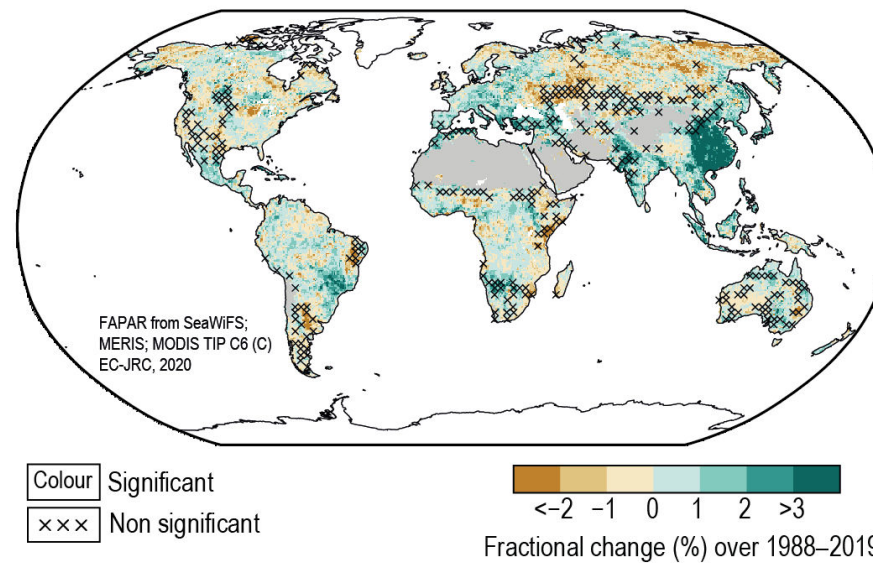 FAPAR from SeaWiFS;
MERIS; MODIS TIP C6 (C)
EC-JRC, 2020
Colour Significant
××× Non significant
<−2 −1 0 1 2 >3
Fractional change (%) over 1988–2019